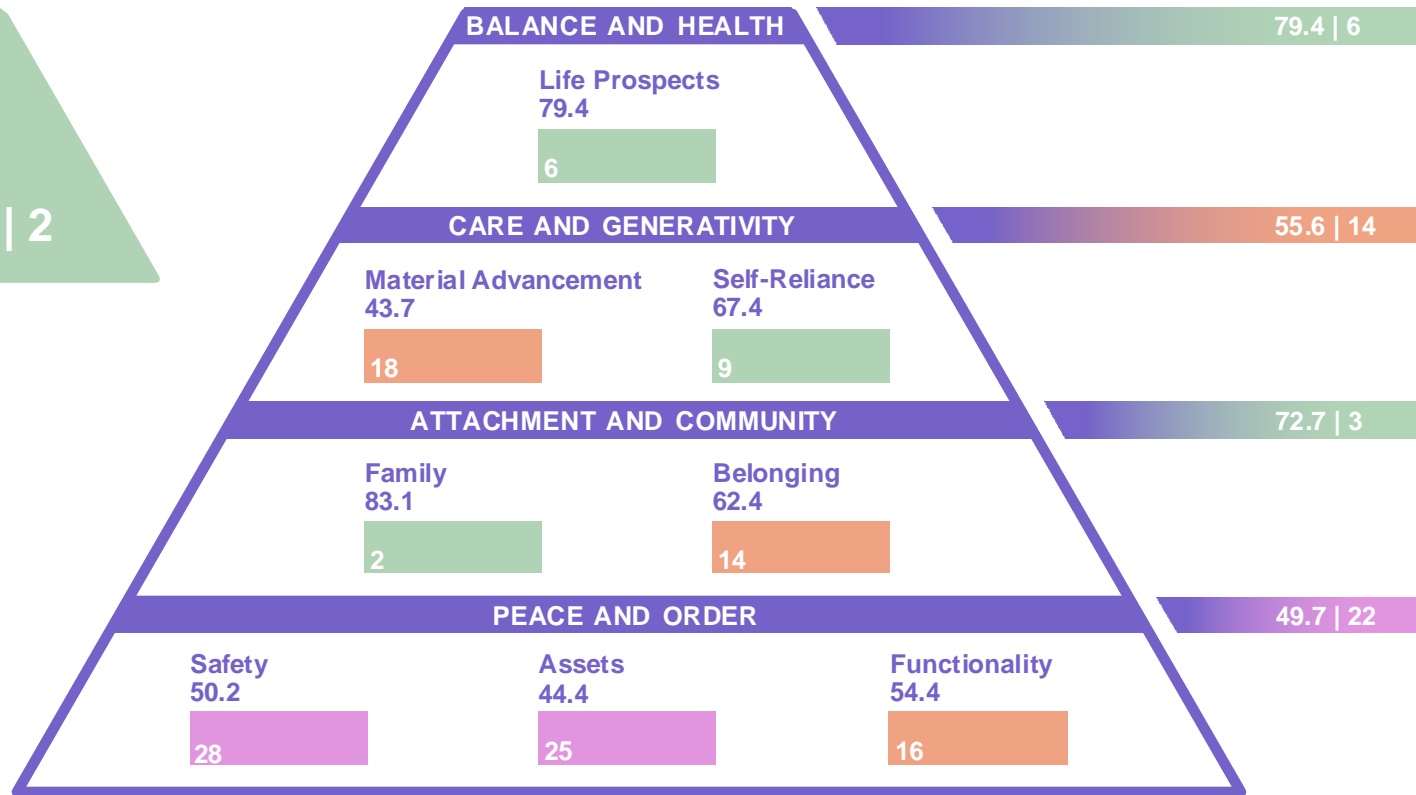 BALANCE AND HEALTH
79.4 | 6
Life Prospects
79.4
6
| 2
CARE AND GENERATIVITY
55.6 | 14
Material Advancement
43.7
18
Self-Reliance
67.4
9
ATTACHMENT AND COMMUNITY
72.7 | 3
Family
83.1
2
Belonging
62.4
14
PEACE AND ORDER
49.7 | 22
Safety
50.2
28
Assets
44.4
25
Functionality
54.4
16